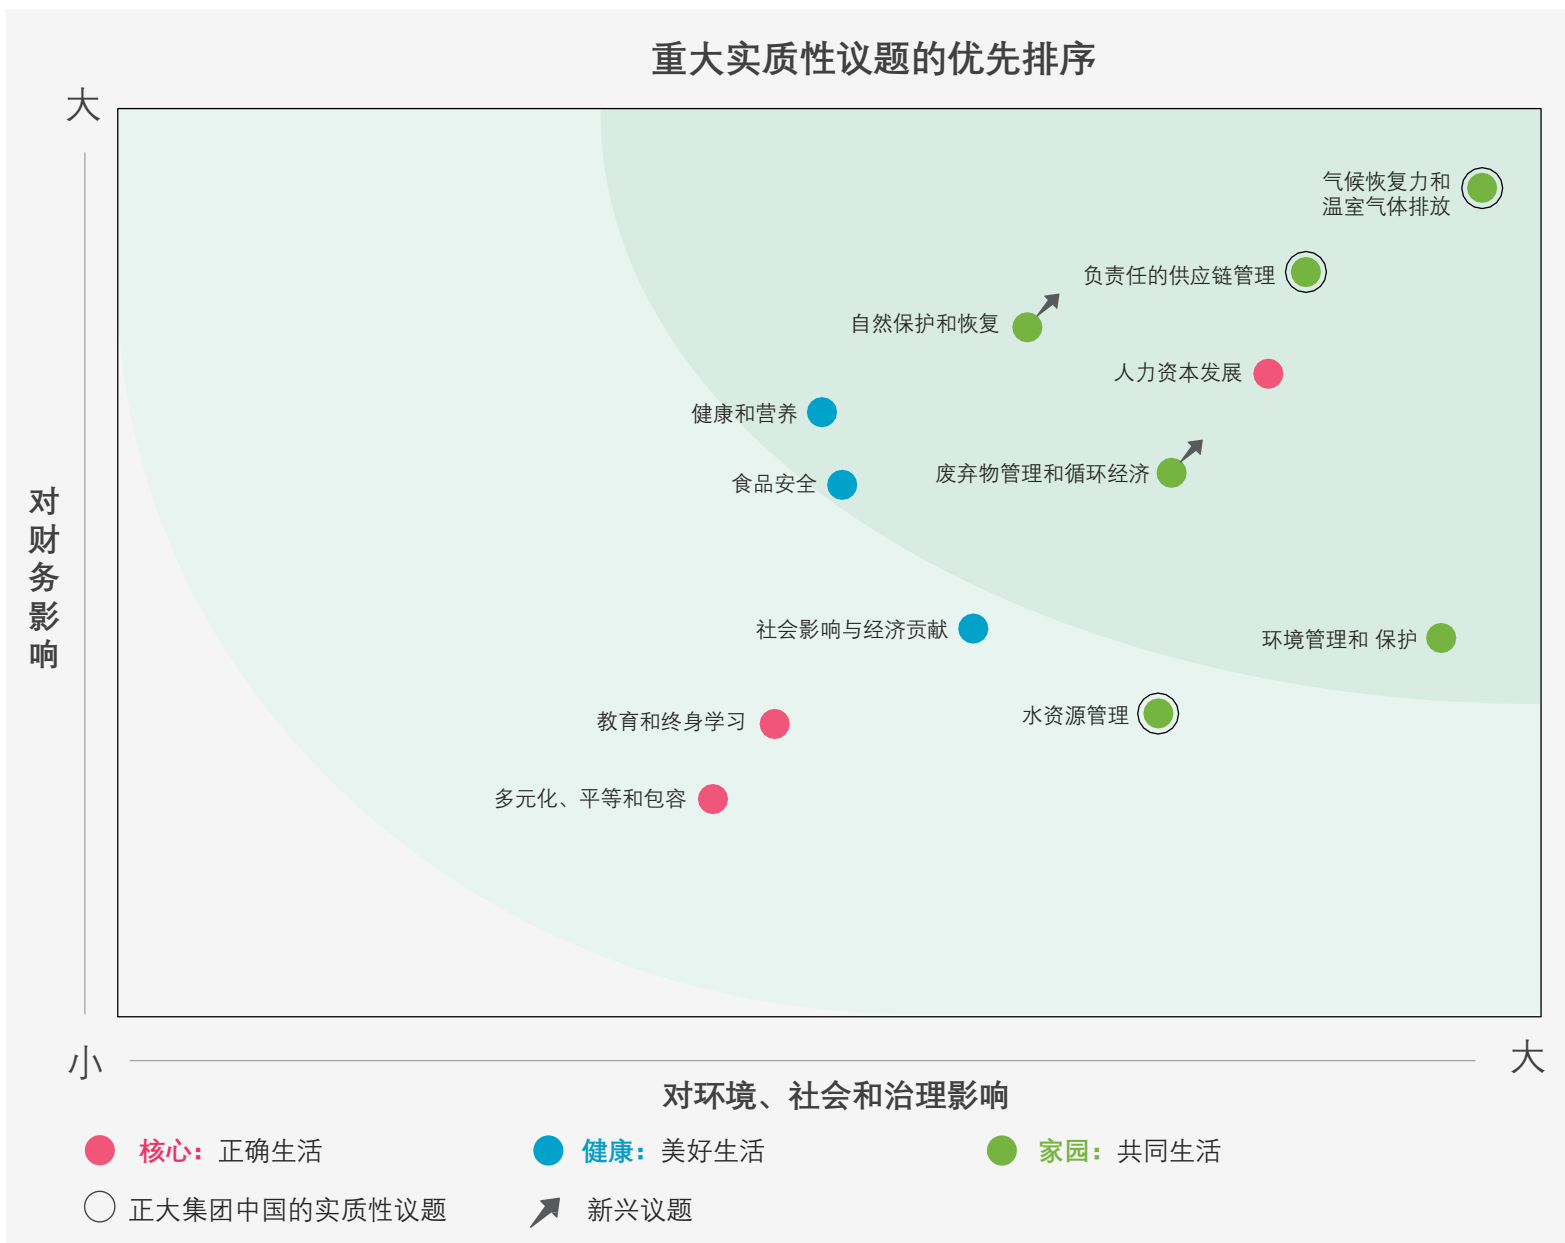 重大实质性议题的优先排序
大
气候恢复力和
温室气体排放
负责任的供应链管理
自然保护和恢复
人力资本发展
健康和营养
食品安全
废弃物管理和循环经济
对财务影响
社会影响与经济贡献
环境管理和 保护
水资源管理
教育和终身学习
多元化、平等和包容
小
大
对环境、社会和治理影响
核心：正确生活
健康：美好生活
家园：共同生活
正大集团中国的实质性议题
新兴议题